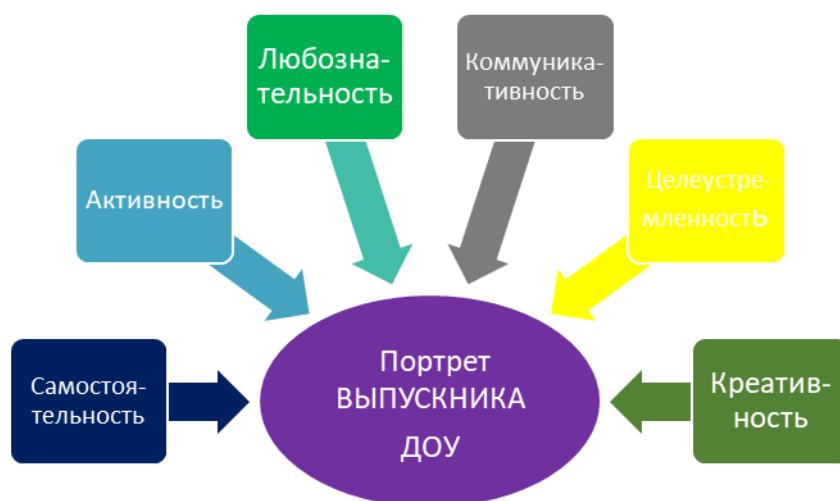 Любозна-
тельность
Коммуника-
тивность
Активность
Целеустре-
мленность
Портрет
ВЫПУСКНИКА
ДОУ
Самостоя-
тельность
Креатив-
ность